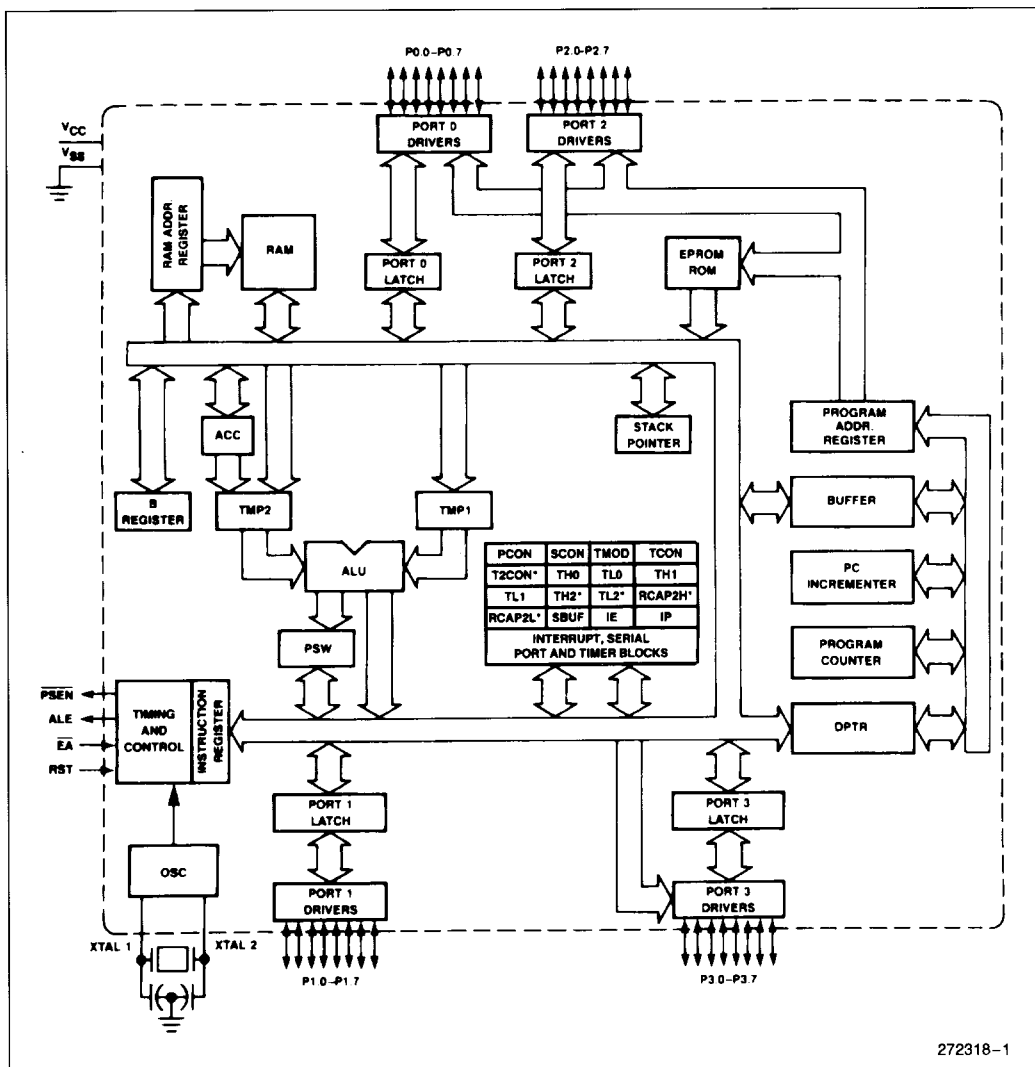 P0.0–P0.7
P2.0–P2.7
VCC
VSS
PORT 0
DRIVERS
PORT 2
DRIVERS
RAM ADDR.
REGISTER
RAM
PORT 0
LATCH
PORT 2
LATCH
EPROM
ROM
ACC
STACK
POINTER
PROGRAM
ADDR.
REGISTER
B
REGISTER
TMP2
TMP1
BUFFER
ALU
PCON SCON TMOD TCON
T2CON* TH0 TL0 TH1
TL1 TH2* TL2* RCAP2H*
RCAP2L* SBUF IE IP
INTERRUPT, SERIAL
PORT AND TIMER BLOCKS
PC
INCREMENTER
PSW
PROGRAM
COUNTER
PSEN
ALE
EA
RST
TIMING
AND
CONTROL
INSTRUCTION
REGISTER
DPTR
PORT 1
LATCH
PORT 3
LATCH
OSC
PORT 1
DRIVERS
PORT 3
DRIVERS
XTAL 1
XTAL 2
P1.0–P1.7
P3.0–P3.7
272318–1